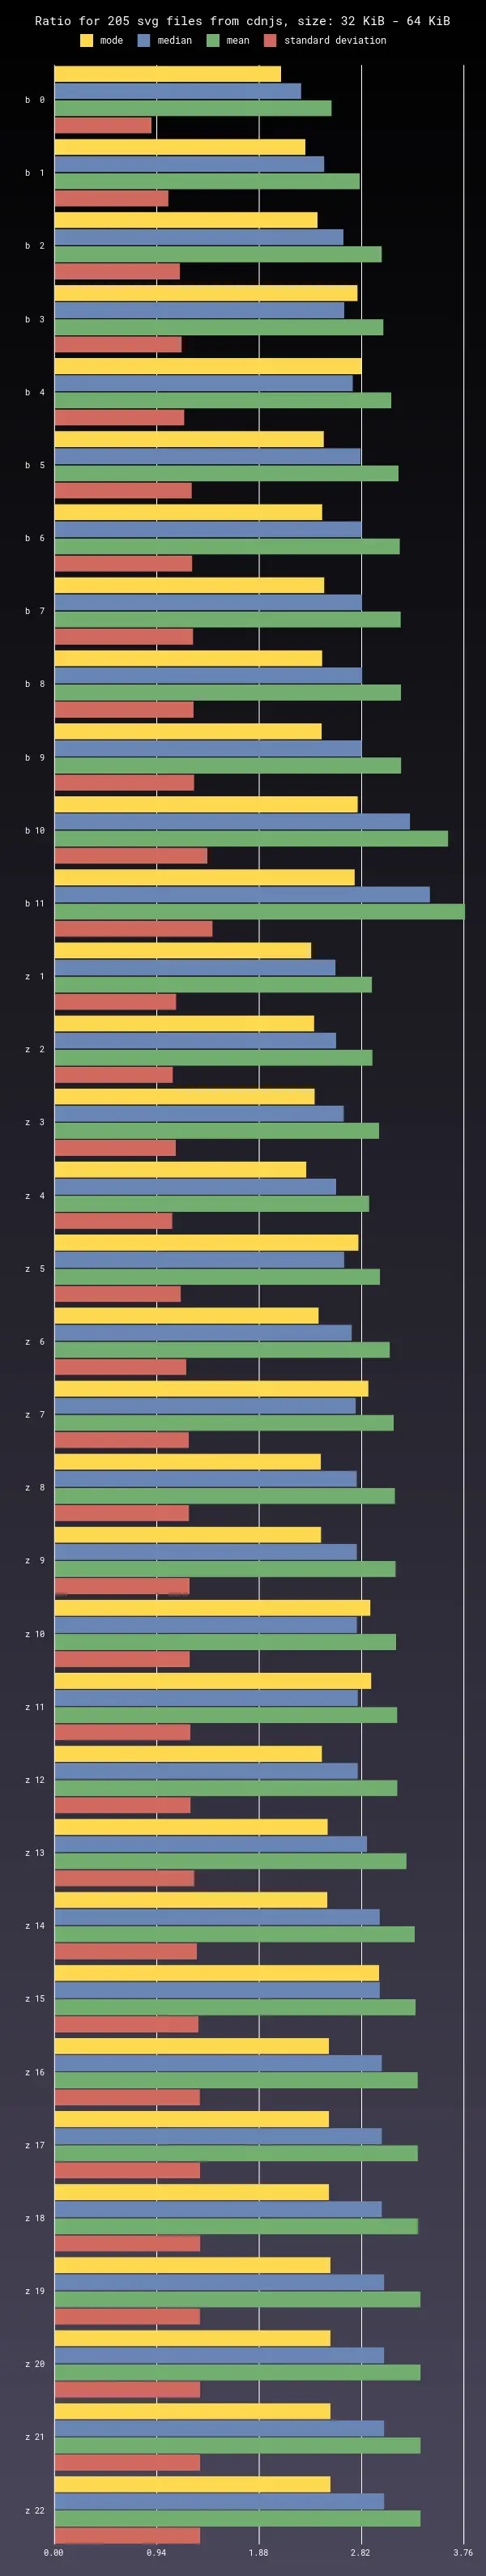 Ratio for 205 svg files from cdnjs, size: 32 KiB - 64 KiB
mode median mean standard deviation
b 0
b 1
b 2
b 3
b 4
b 5
b 6
b 7
b 8
b 9
b 10
b 11
z 1
z 2
z 3
z 4
z 5
z 6
z 7
z 8
z 9
z 10
z 11
z 12
z 13
z 14
z 15
z 16
z 17
z 18
z 19
z 20
z 21
z 22
0.00 0.94 1.88 2.82 3.76